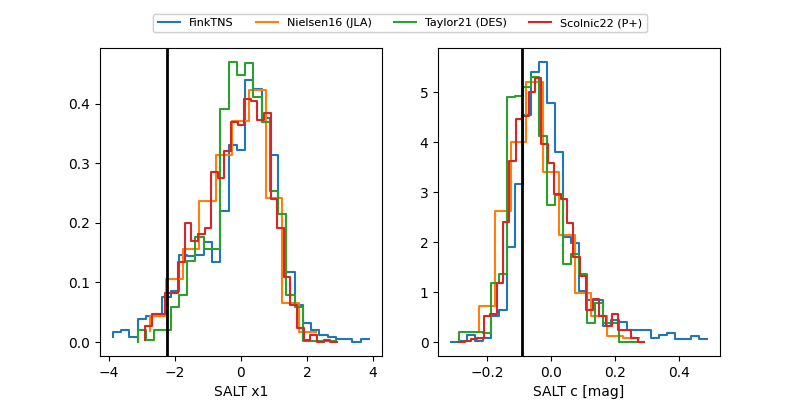 FinkTNS Nielsen16 (JLA) Taylor21 (DES) Scolnic22 (P+)
0.4
0.3
0.2
0.1
0.0
−4 −2 0 2 4
SALT x1
5
4
3
2
1
0
−0.2 0.0 0.2 0.4
SALT c [mag]